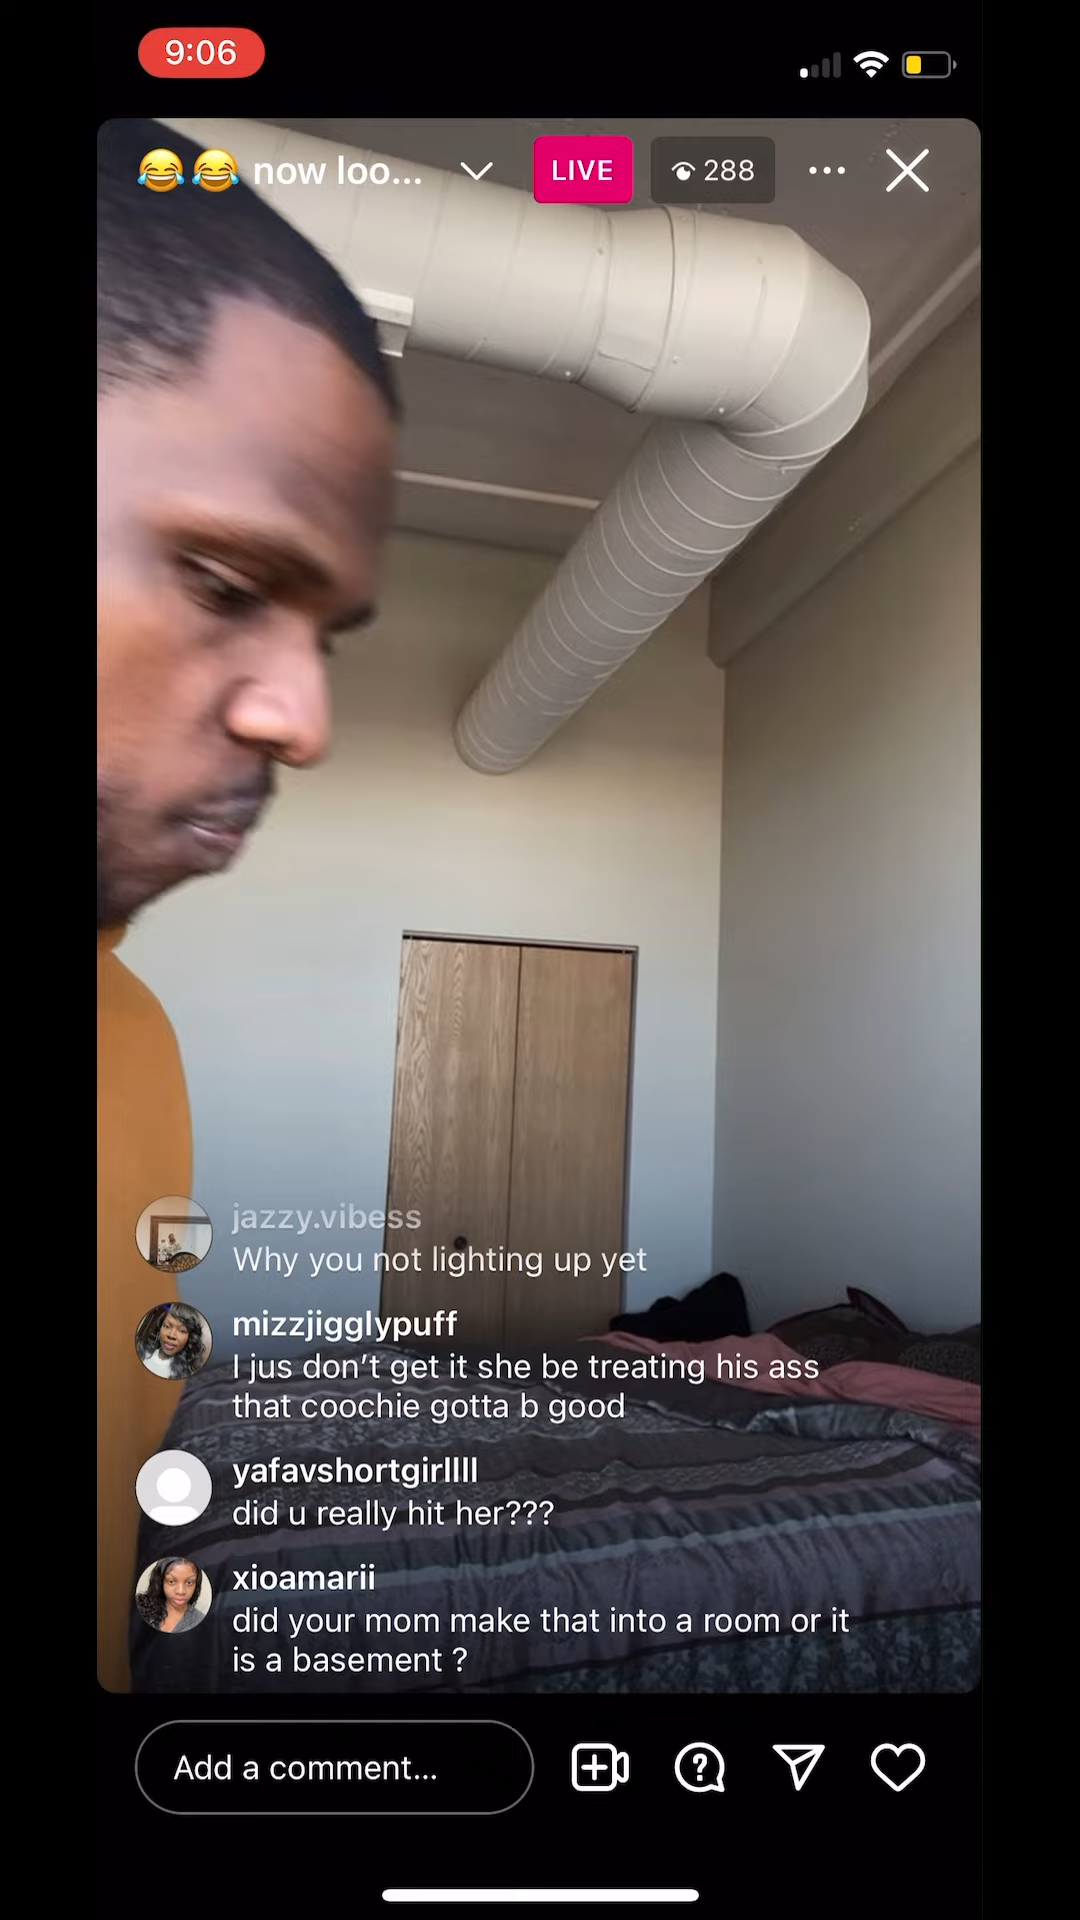 9:06
😂😂 now loo...
LIVE
288
jazzy.vibess
Why you not lighting up yet
mizzjigglypuff
I jus don’t get it she be treating his ass
that coochie gotta b good
yafavshortgirllll
did u really hit her???
xioamarii
did your mom make that into a room or it
is a basement ?
Add a comment...